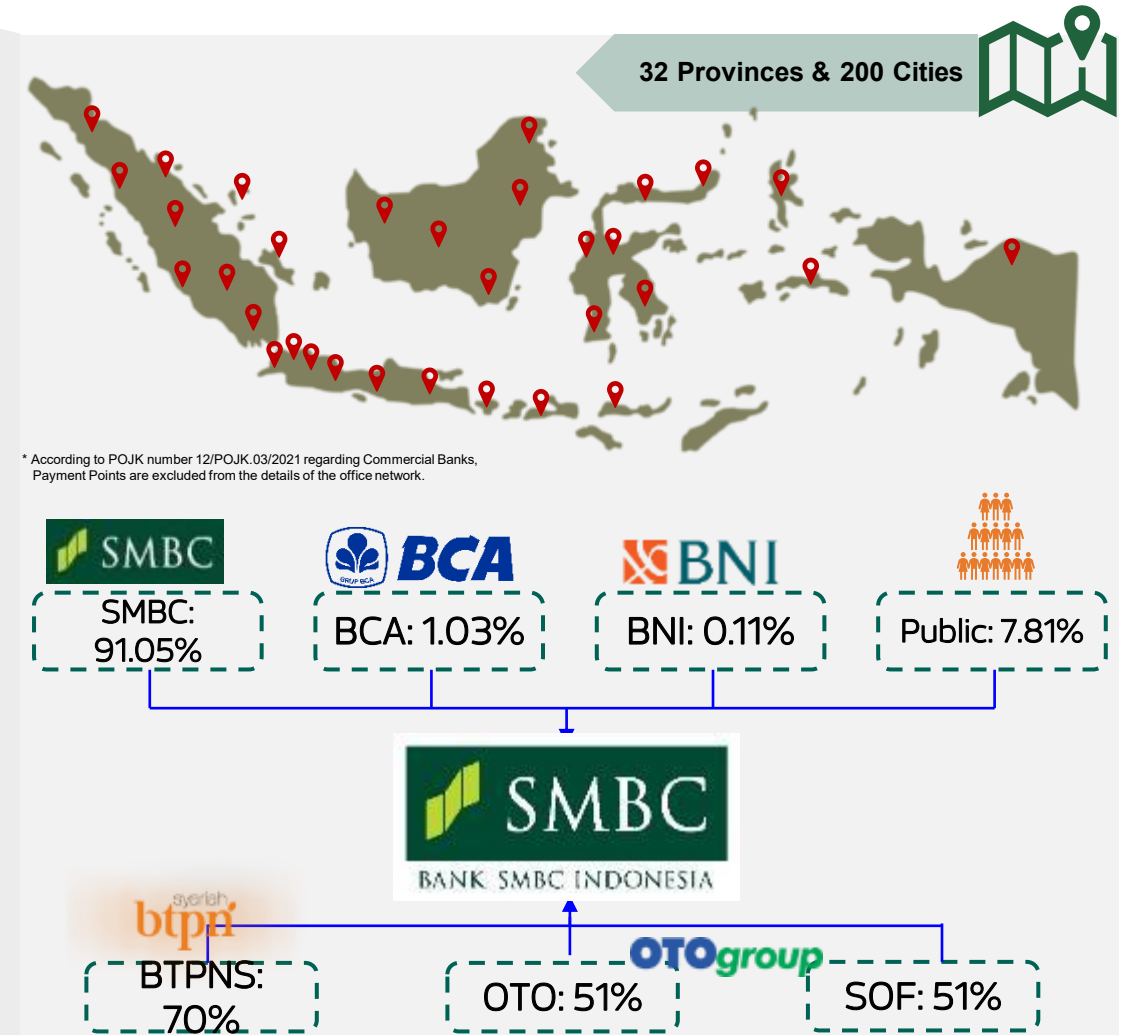 32 Provinces & 200 Cities
* According to POJK number 12/POJK.03/2021 regarding Commercial Banks,
Payment Points are excluded from the details of the office network.
SMBC
GRUP BCA
BCA
BNI
SMBC:
91.05%
BCA: 1.03%
BNI: 0.11%
Public: 7.81%
SMBC
BANK SMBC INDONESIA
syariah
btpn
OTOgroup
BTPNS:
70%
OTO: 51%
SOF: 51%